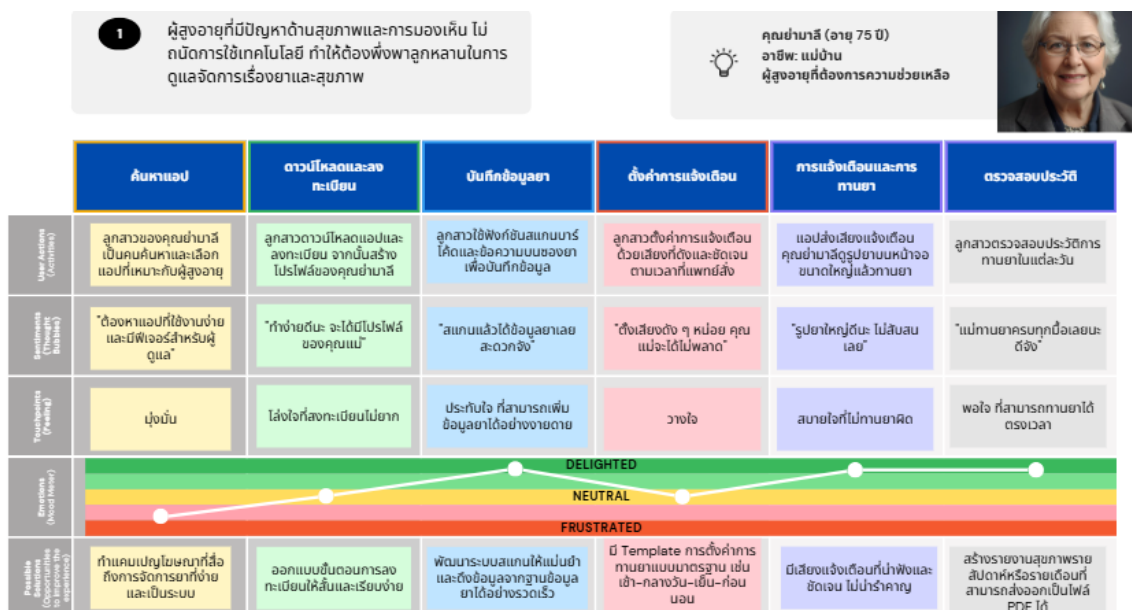 1
ผู้สูงอายุที่มีปัญหาด้านสุขภาพและการมองเห็น ไม่
ถนัดการใช้เทคโนโลยี ทำให้ต้องพึ่งพาลูกหลานในการ
ดูแลจัดการเรื่องยาและสุขภาพ
คุณย่ามาลี (อายุ 75 ปี)
อาชีพ: แม่บ้าน
ผู้สูงอายุที่ต้องการความช่วยเหลือ
ค้นหาแอป
ดาวน์โหลดและลง
ทะเบียน
บันทึกข้อมูลยา
ตั้งค่าการแจ้งเตือน
การแจ้งเตือนและการ
ทานยา
ตรวจสอบประวัติ
User Actions
(Activities)
ลูกสาวของคุณย่ามาลี
เป็นคนค้นหาและเลือก
แอปที่เหมาะกับผู้สูงอายุ
ลูกสาวดาวน์โหลดแอปและ
ลงทะเบียน จากนั้นสร้าง
โปรไฟล์ของคุณย่ามาลี
ลูกสาวใช้ฟังก์ชันสแกนบาร์
โค้ดและข้อความบนซองยา
เพื่อบันทึกข้อมูล
ลูกสาวตั้งค่าการแจ้งเตือน
ด้วยเสียงที่ดังและชัดเจน
ตามเวลาที่แพทย์สั่ง
แอปส่งเสียงแจ้งเตือน
คุณย่ามาลีดูรูปยาบนหน้าจอ
ขนาดใหญ่แล้วทานยา
ลูกสาวตรวจสอบประวัติการ
ทานยาในแต่ละวัน
Sentiments
(Thought
Bubbles)
"ต้องหาแอปที่ใช้งานง่าย
และมีฟีเจอร์สำหรับผู้
ดูแล"
"ทำง่ายดีนะ จะได้มีโปรไฟล์
ของคุณแม่"
"สแกนแล้วได้ข้อมูลยาเลย
สะดวกจัง"
"ตั้งเสียงดัง ๆ หน่อย คุณ
แม่จะได้ไม่พลาด"
"รูปยาใหญ่ดีนะ ไม่สับสน
เลย"
"แม่ทานยาครบทุกมื้อเลยนะ
ดีจัง"
Touchpoints
(Feeling)
มุ่งมั่น
โล่งใจที่ลงทะเบียนไม่ยาก
ประทับใจ ที่สามารถเพิ่ม
ข้อมูลยาได้อย่างง่ายดาย
วางใจ
สบายใจที่ไม่ทานยาผิด
พอใจ ที่สามารถทานยาได้
ตรงเวลา
Emotions
(Mood Meter)
DELIGHTED
NEUTRAL
FRUSTRATED
Possible
Solutions
(Opportunities
to improve the
experience)
ทำแคมเปญโฆษณาที่สื่อ
ถึงการจัดการยาที่ง่าย
และเป็นระบบ
ออกแบบขั้นตอนการลง
ทะเบียนให้สั้นและเรียบง่าย
พัฒนาระบบสแกนให้แม่นยำ
และดึงข้อมูลจากฐานข้อมูล
ยาได้อย่างรวดเร็ว
มี Template การตั้งค่าการ
ทานยาแบบมาตรฐาน เช่น
เช้า-กลางวัน-เย็น-ก่อน
นอน
มีเสียงแจ้งเตือนที่น่าฟังและ
ชัดเจน ไม่น่ารำคาญ
สร้างรายงานสุขภาพราย
สัปดาห์หรือรายเดือนที่
สามารถส่งออกเป็นไฟล์
PDF ได้